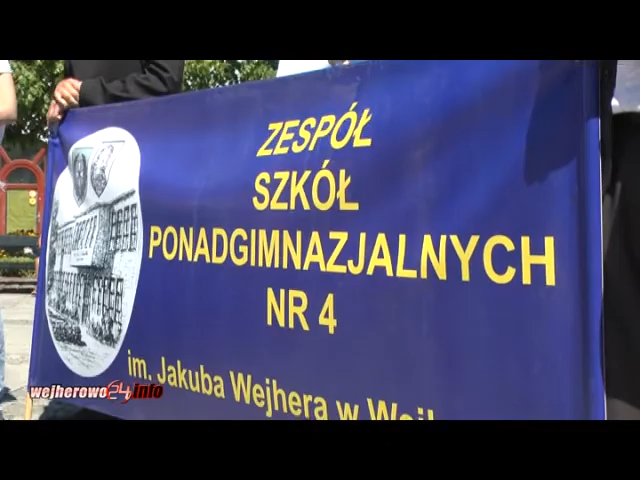 ZESPÓŁ
SZKÓŁ
PONADGIMNAZJALNYCH
NR 4
im. Jakuba Wejhera w
wejherowo24.info